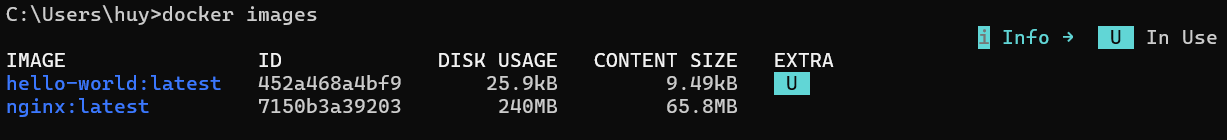 C:\Users\huy>docker images
i Info → U In Use
IMAGE ID DISK USAGE CONTENT SIZE EXTRA
hello-world:latest 452a468a4bf9 25.9kB 9.49kB U
nginx:latest 7150b3a39203 240MB 65.8MB